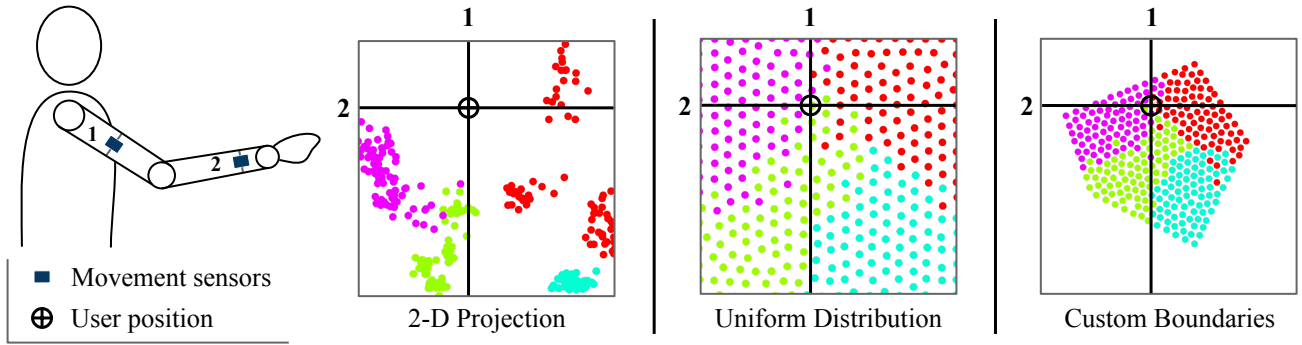 1
2
Movement sensors
User position
1
2
2-D Projection
1
2
Uniform Distribution
1
2
Custom Boundaries